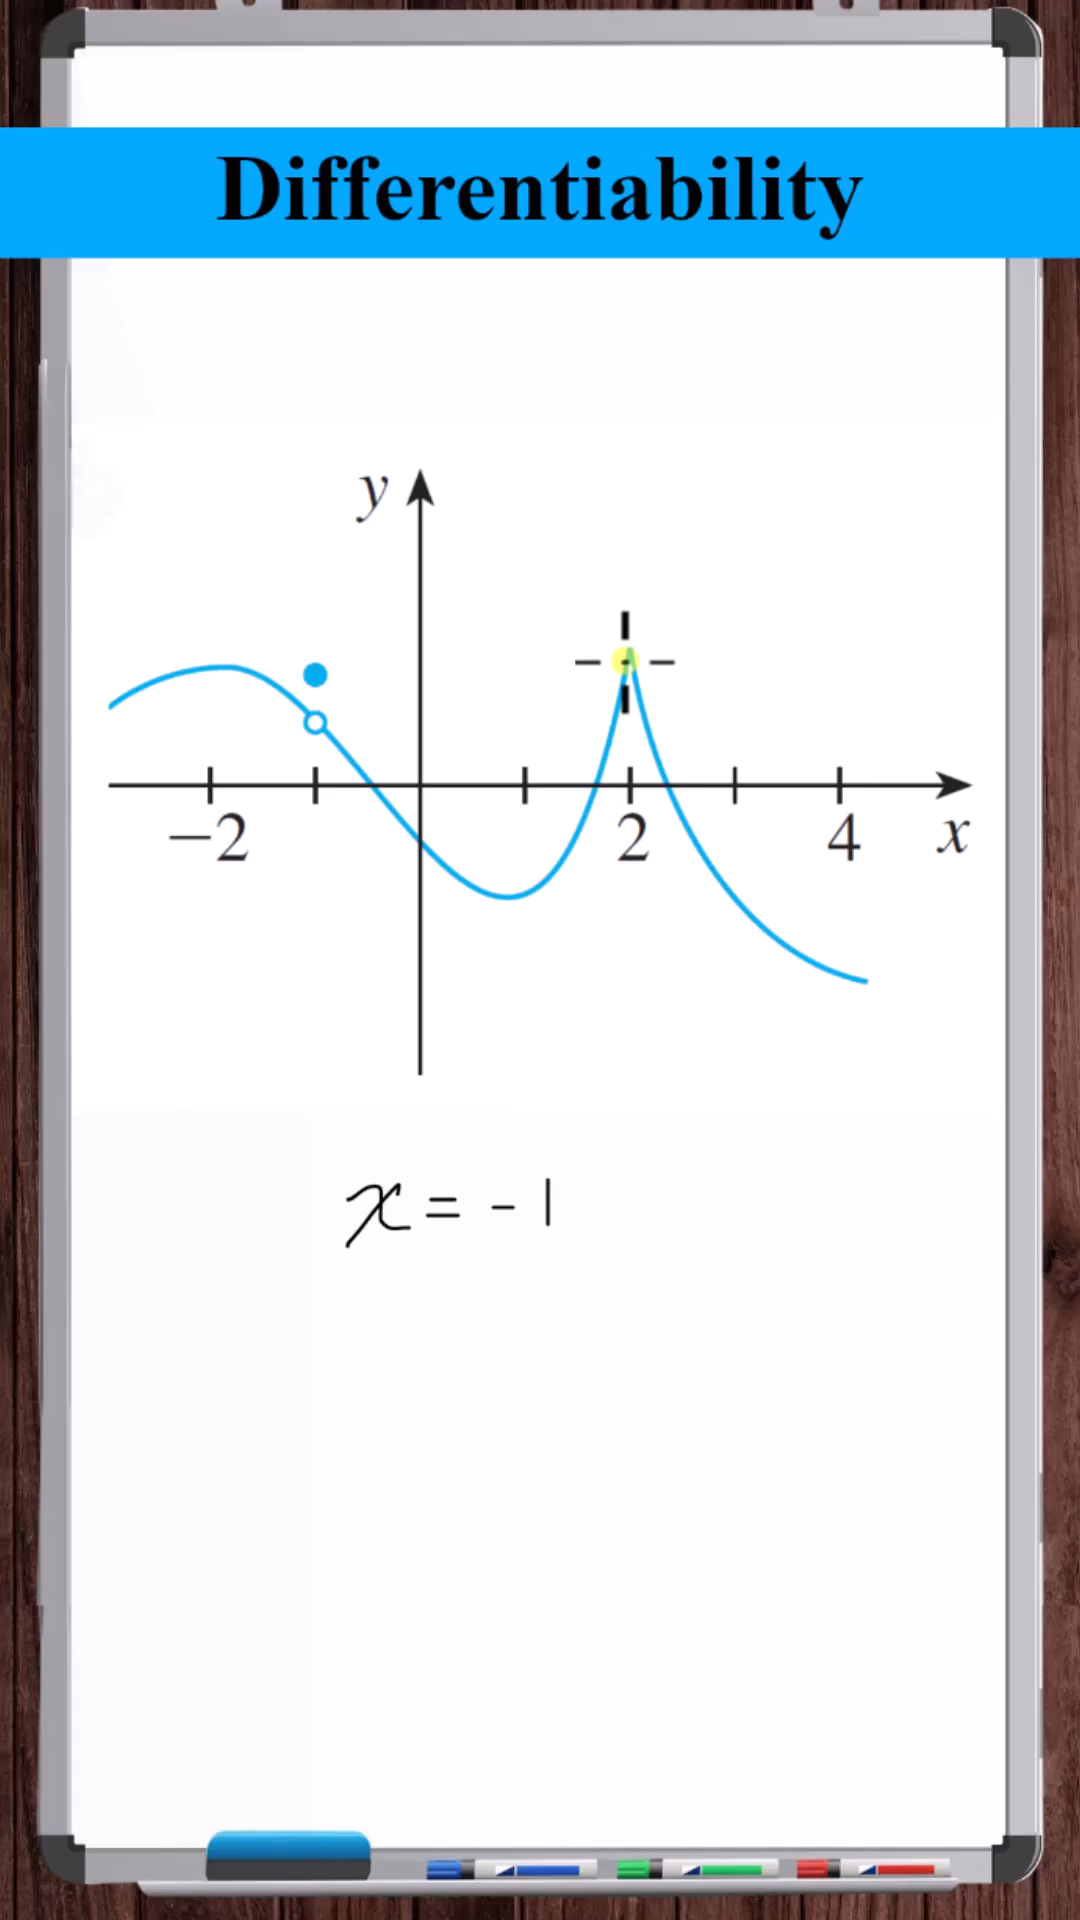 Differentiability
y
−2 2 4 x
x = - 1